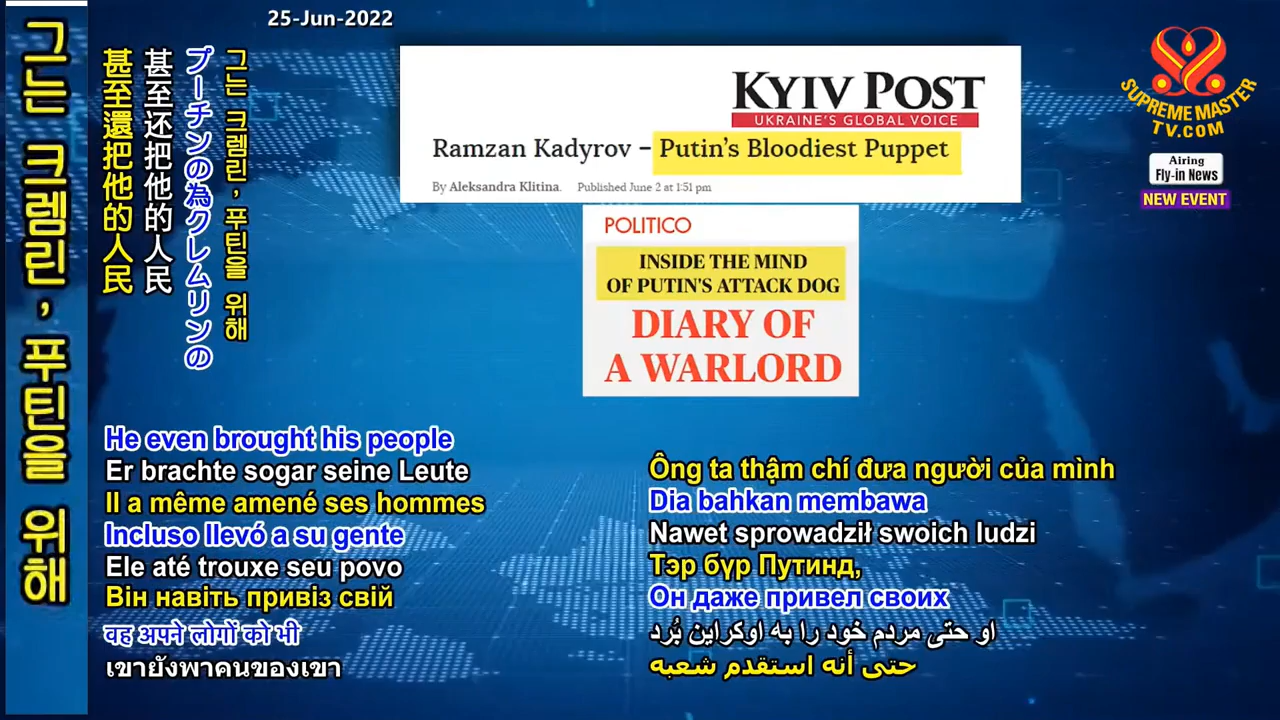 25-Jun-2022
그는 크렘린, 푸틴을 위해
甚至還把他的人民
甚至还把他的人民
プーチンの為クレムリンの
그는 크렘린, 푸틴을 위해
KYIV POST
UKRAINE'S GLOBAL VOICE
Ramzan Kadyrov – Putin's Bloodiest Puppet
By Aleksandra Klitina. Published June 2 at 1:51 pm
POLITICO
INSIDE THE MIND
OF PUTIN'S ATTACK DOG
DIARY OF
A WARLORD
SUPREME MASTER
TV.COM
Airing
Fly-in News
NEW EVENT
He even brought his people
Er brachte sogar seine Leute
Il a même amené ses hommes
Incluso llevó a su gente
Ele até trouxe seu povo
Він навіть привіз свій
वह अपने लोगों को भी
เขายังพาคนของเขา
Ông ta thậm chí đưa người của mình
Dia bahkan membawa
Nawet sprowadził swoich ludzi
Тэр бүр Путинд,
Он даже привел своих
او حتی مردم خود را به اوکراین بُرد
حتى أنه استقدم شعبه